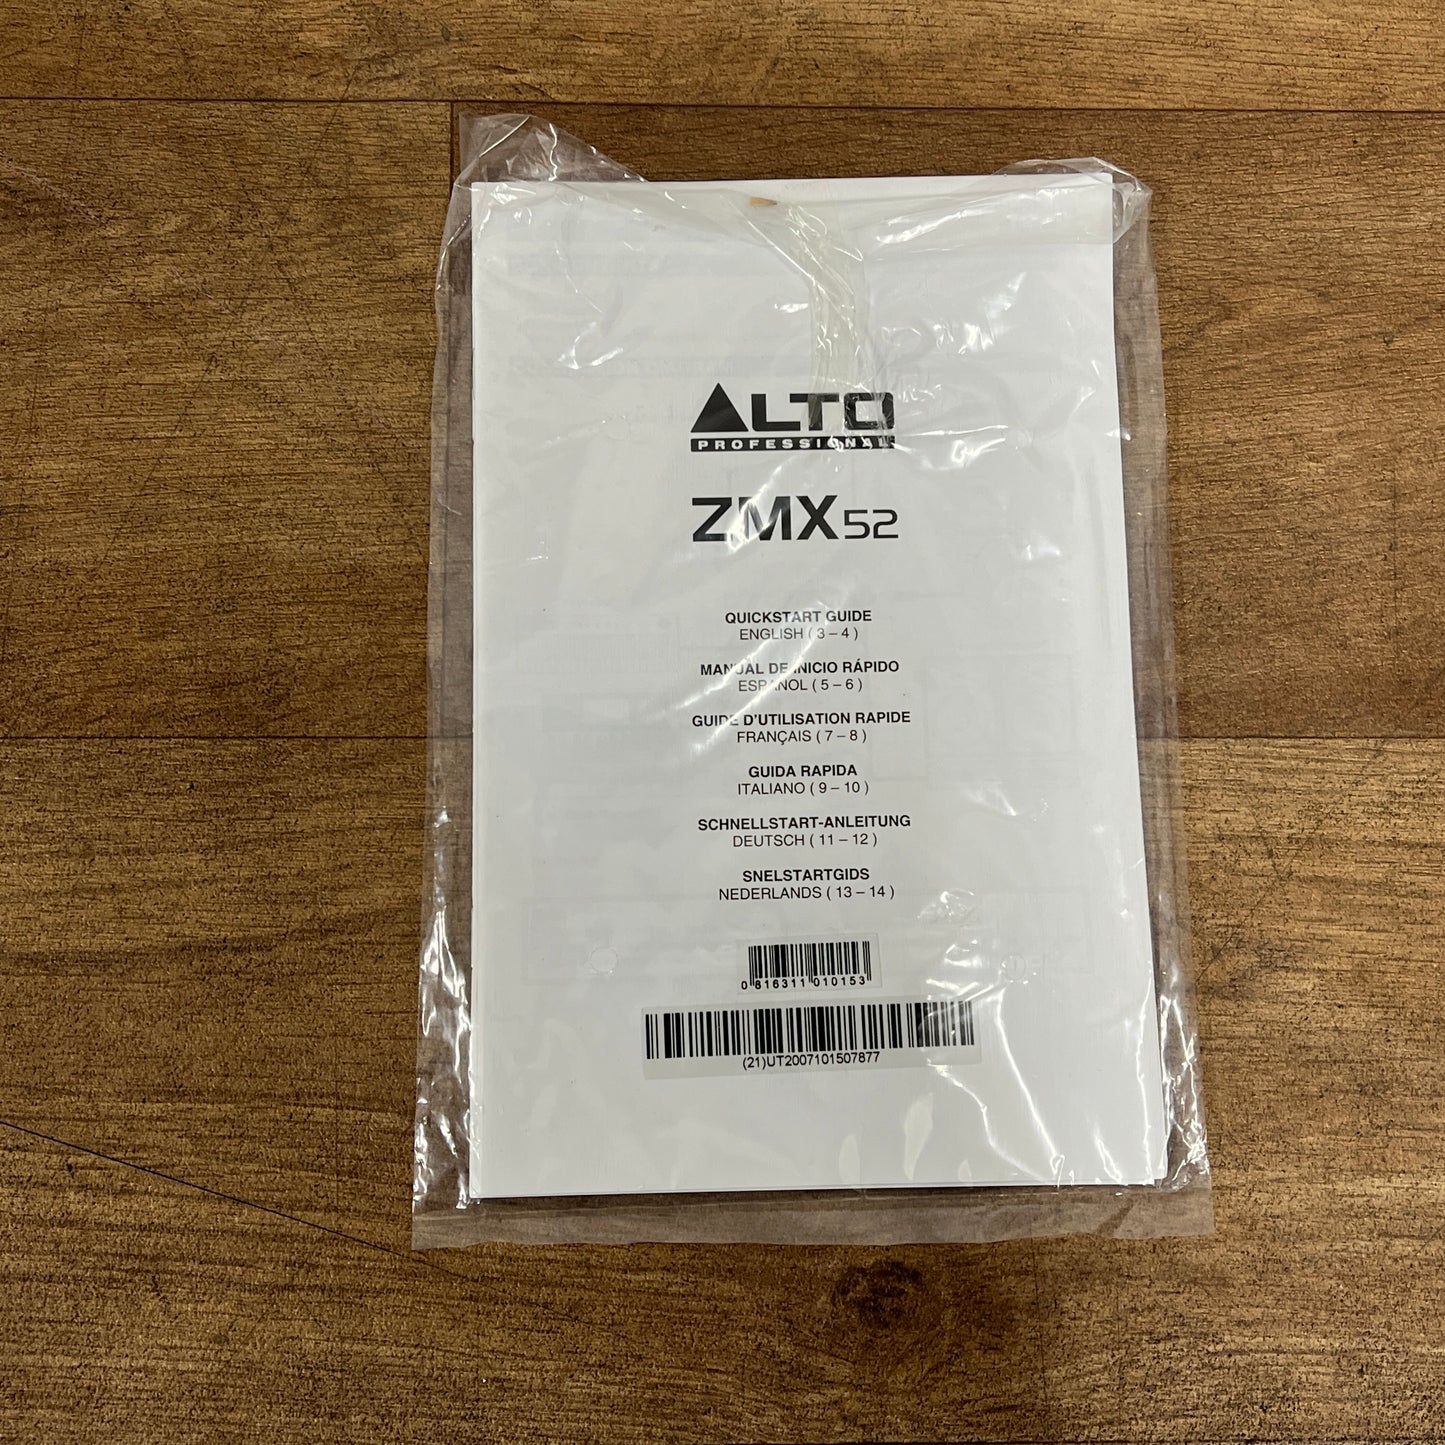 ALTO
PROFESSIONAL
ZMX52
QUICKSTART GUIDE
ENGLISH ( 3 – 4 )
MANUAL DE INICIO RÁPIDO
ESPAÑOL ( 5 – 6 )
GUIDE D'UTILISATION RAPIDE
FRANÇAIS ( 7 – 8 )
GUIDA RAPIDA
ITALIANO ( 9 – 10 )
SCHNELLSTART-ANLEITUNG
DEUTSCH ( 11 – 12 )
SNELSTARTGIDS
NEDERLANDS ( 13 – 14 )
0 816311 010153
(21)UT2007101507877